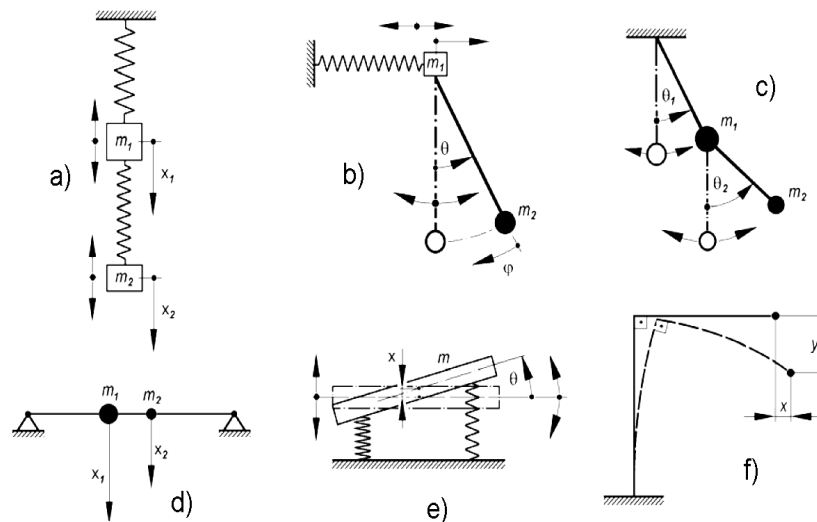 a)
m1
x1
m2
x2
b)
m1
θ
m2
φ
c)
θ1
m1
θ2
m2
d)
m1
m2
x1
x2
e)
x
m
θ
f)
y
x